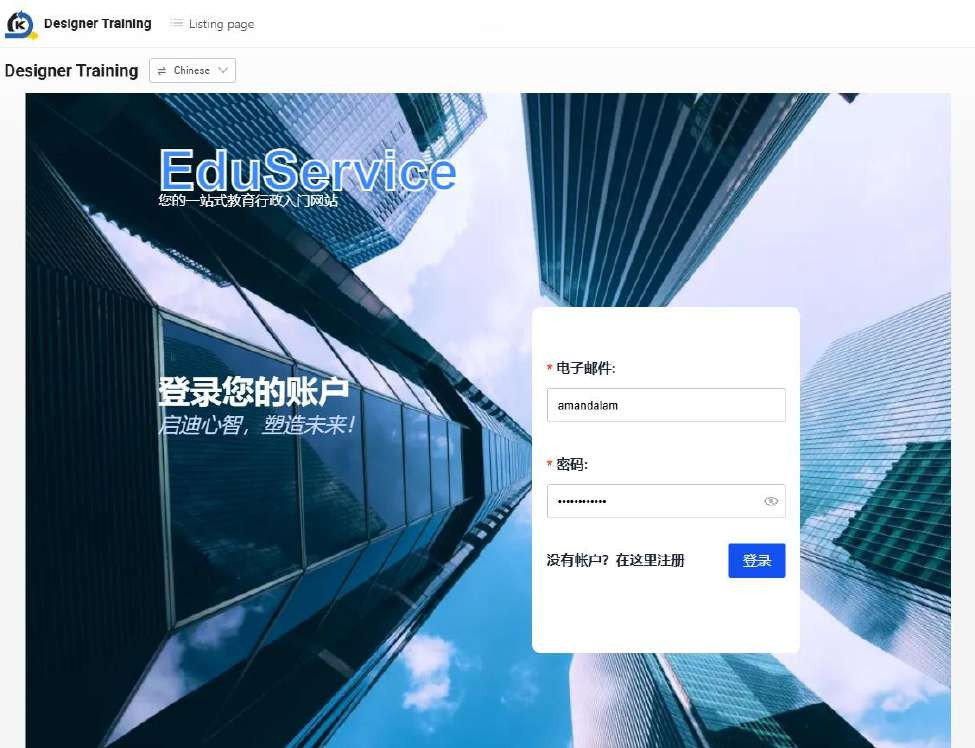 K
Designer Training
Listing page
Designer Training
Chinese
EduService
您的一站式教育行政入门网站
* 电子邮件:
amandalam
登录您的账户
启迪心智，塑造未来！
* 密码:
••••••••••••
没有帐户？在这里注册
登录